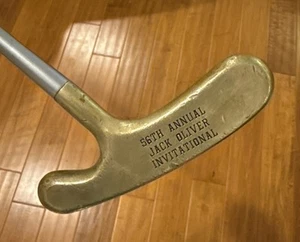 56TH ANNUAL
JACK OLIVER
INVITATIONAL